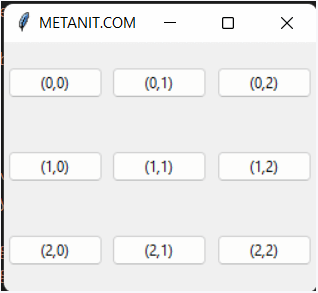 METANIT.COM
(0,0) (0,1) (0,2)
(1,0) (1,1) (1,2)
(2,0) (2,1) (2,2)